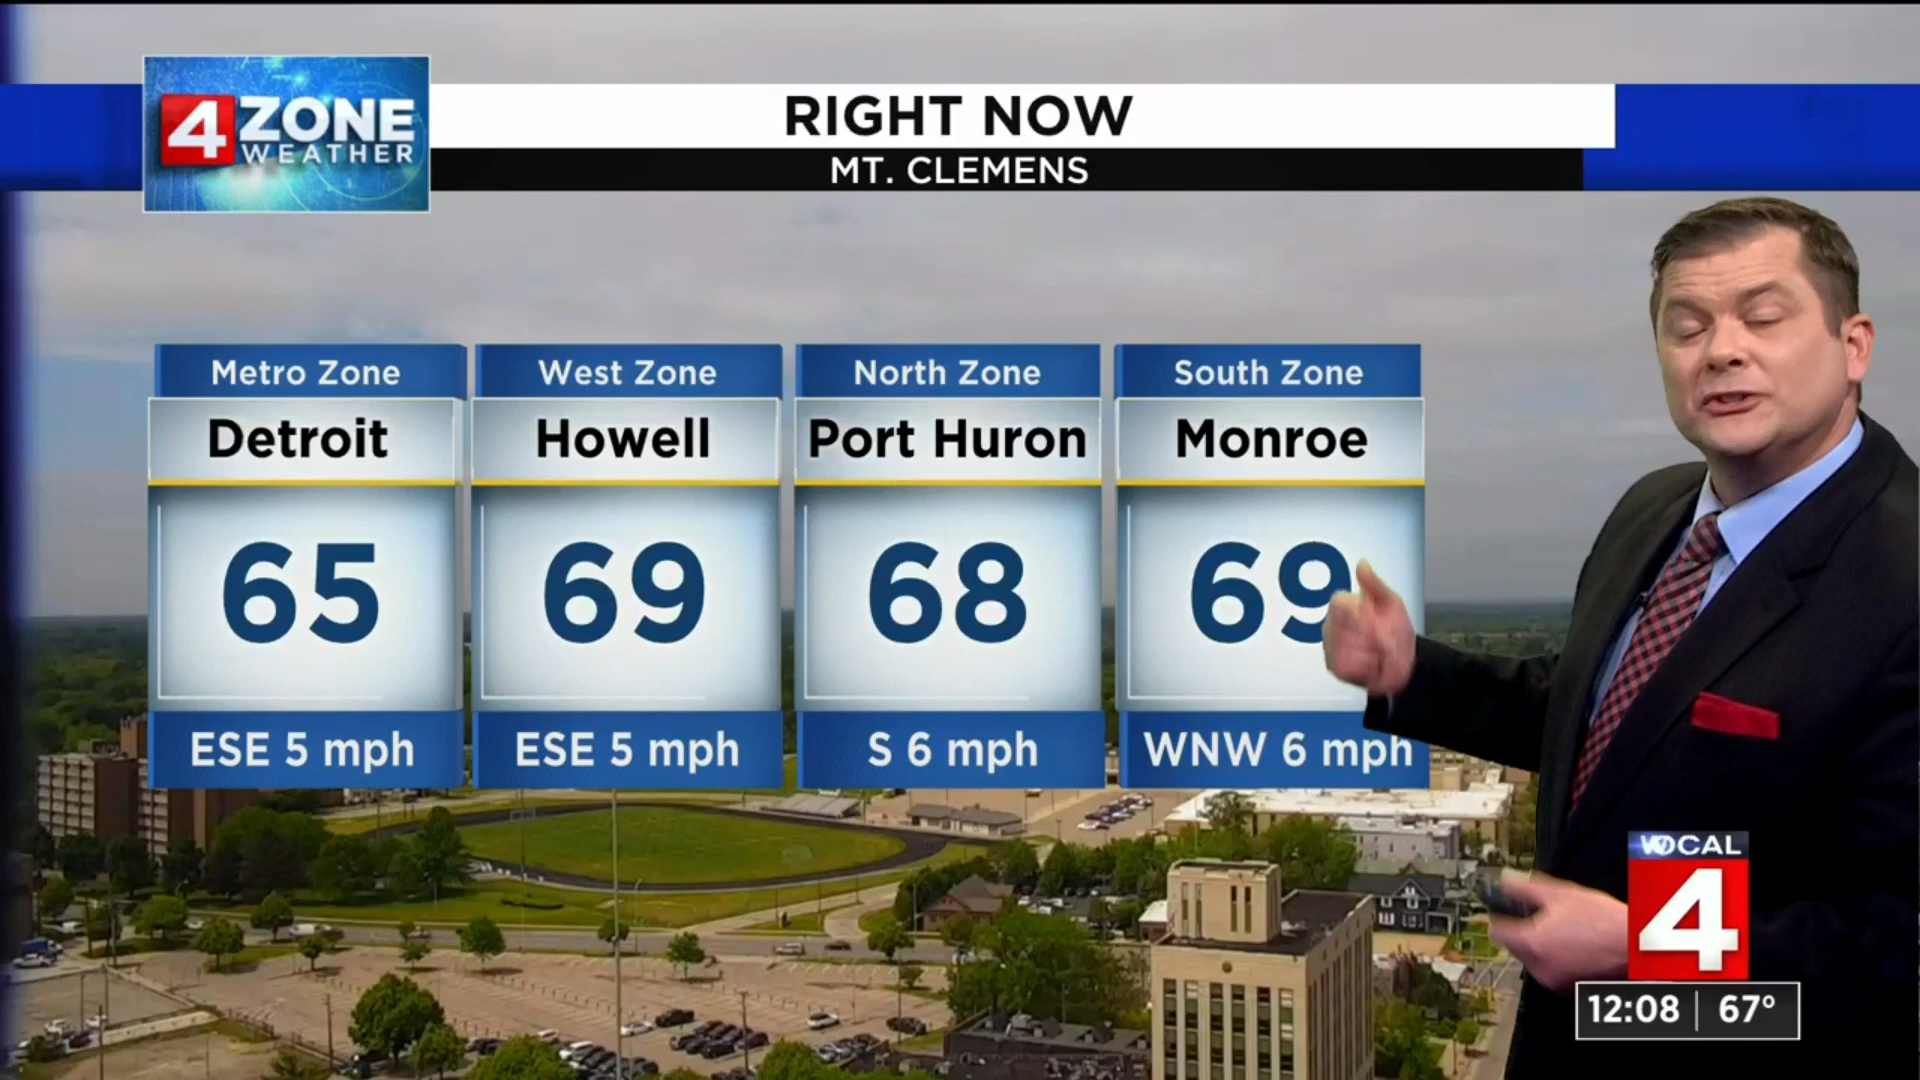 4 ZONE
WEATHER
RIGHT NOW
MT. CLEMENS
Metro Zone
Detroit
65
ESE 5 mph
West Zone
Howell
69
ESE 5 mph
North Zone
Port Huron
68
S 6 mph
South Zone
Monroe
69
WNW 6 mph
4
12:08 67°